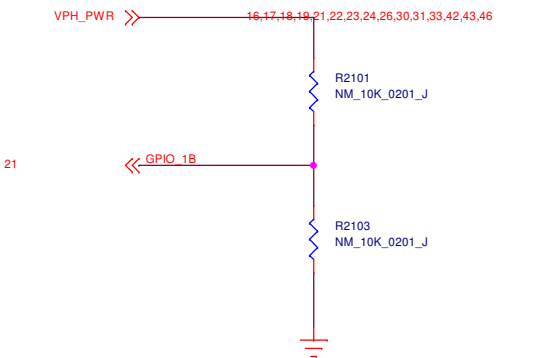 VPH_PWR
16,17,18,19,21,22,23,24,26,30,31,33,42,43,46
R2101
NM_10K_0201_J
21
GPIO_1B
R2103
NM_10K_0201_J